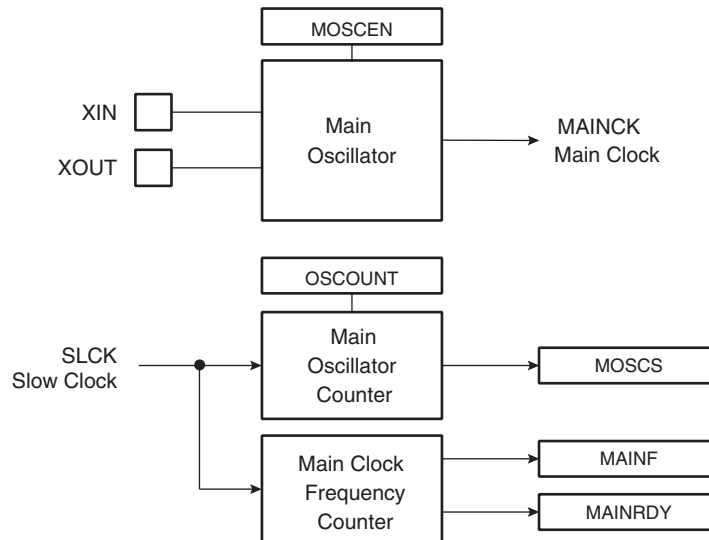 MOSCEN
XIN
XOUT
Main
Oscillator
MAINCK
Main Clock
OSCOUNT
SLCK
Slow Clock
Main
Oscillator
Counter
MOSCS
Main Clock
Frequency
Counter
MAINF
MAINRDY